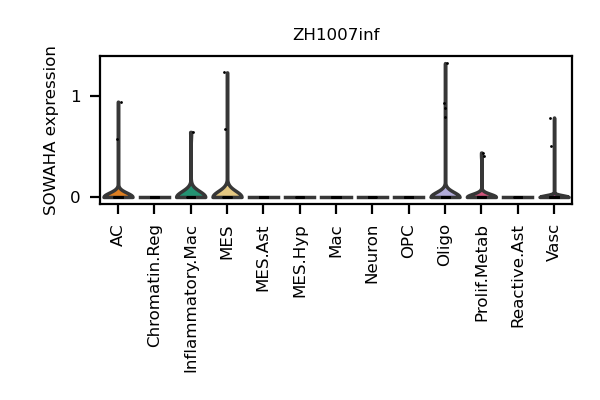 ZH1007inf
SOWAHA expression
1
0
AC
Chromatin.Reg
Inflammatory.Mac
MES
MES.Ast
MES.Hyp
Mac
Neuron
OPC
Oligo
Prolif.Metab
Reactive.Ast
Vasc